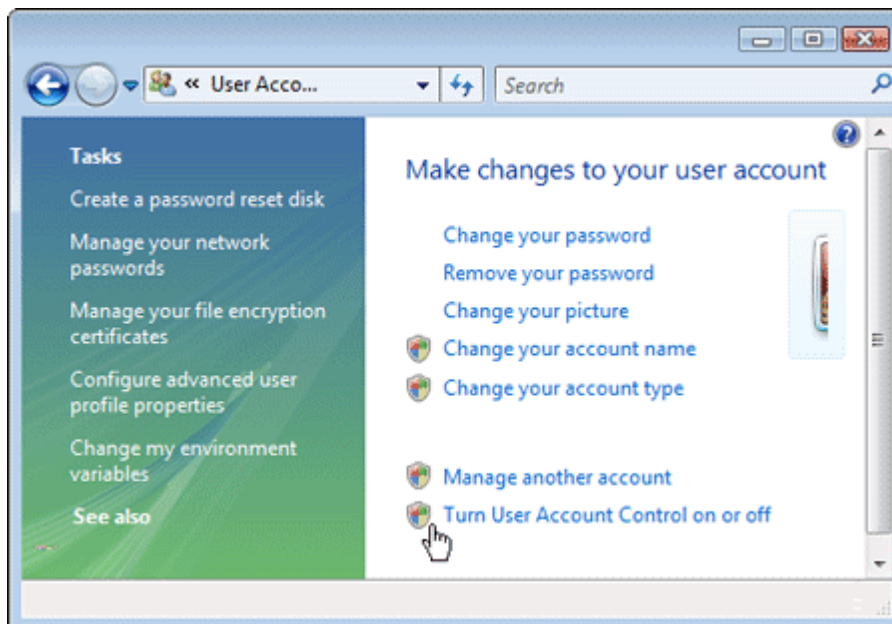 « User Acco...
Search
Tasks
Create a password reset disk
Manage your network
passwords
Manage your file encryption
certificates
Configure advanced user
profile properties
Change my environment
variables
See also
Make changes to your user account
Change your password
Remove your password
Change your picture
Change your account name
Change your account type
Manage another account
Turn User Account Control on or off